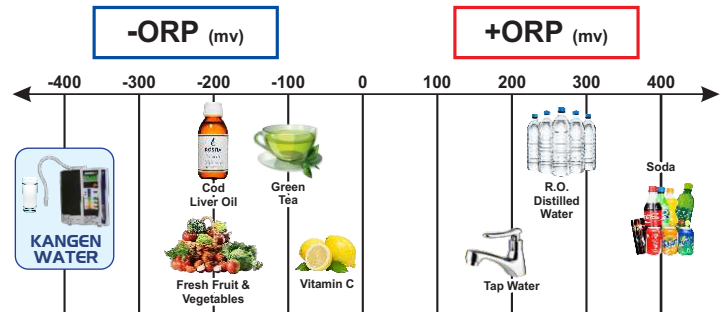 -ORP (mv)
+ORP (mv)
-400 -300 -200 -100 0 100 200 300 400
KANGEN
WATER
Cod
Liver Oil
Green
Tea
Fresh Fruit &
Vegetables
Vitamin C
Tap Water
R.O.
Distilled
Water
Soda